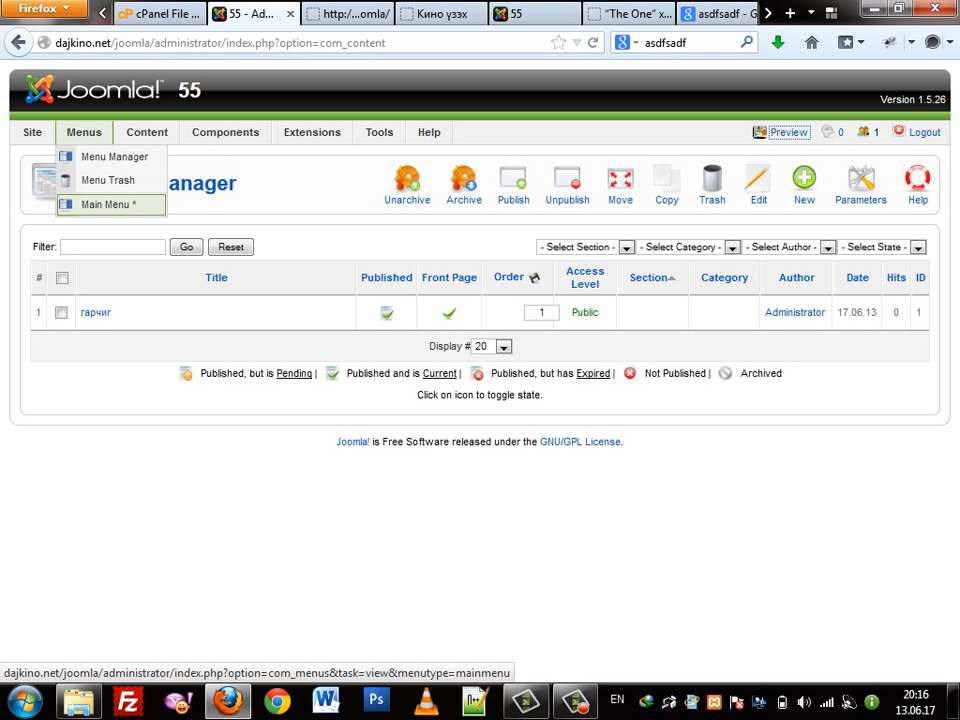 Firefox
cPanel File ...
55 - Ad...
http:...omla/
Кино үзэх
55
"The One" х...
asdfsadf - G
dajkino.net/joomla/administrator/index.php?option=com_content
asdfsadf
Joomla! 55
Version 1.5.26
Site Menus Content Components Extensions Tools Help
Preview 0 1 Logout
Menu Manager
Menu Trash
Main Menu *
anager
Unarchive Archive Publish Unpublish Move Copy Trash Edit New Parameters Help
Filter: Go Reset
- Select Section - - Select Category - - Select Author - - Select State -
# Title Published Front Page Order Access Level Section Category Author Date Hits ID
1 гарчиг 1 Public Administrator 17.06.13 0 1
Display # 20
Published, but is Pending | Published and is Current | Published, but has Expired | Not Published | Archived
Click on icon to toggle state.
Joomla! is Free Software released under the GNU/GPL License.
dajkino.net/joomla/administrator/index.php?option=com_menus&task=view&menutype=mainmenu
EN
20:16
13.06.17